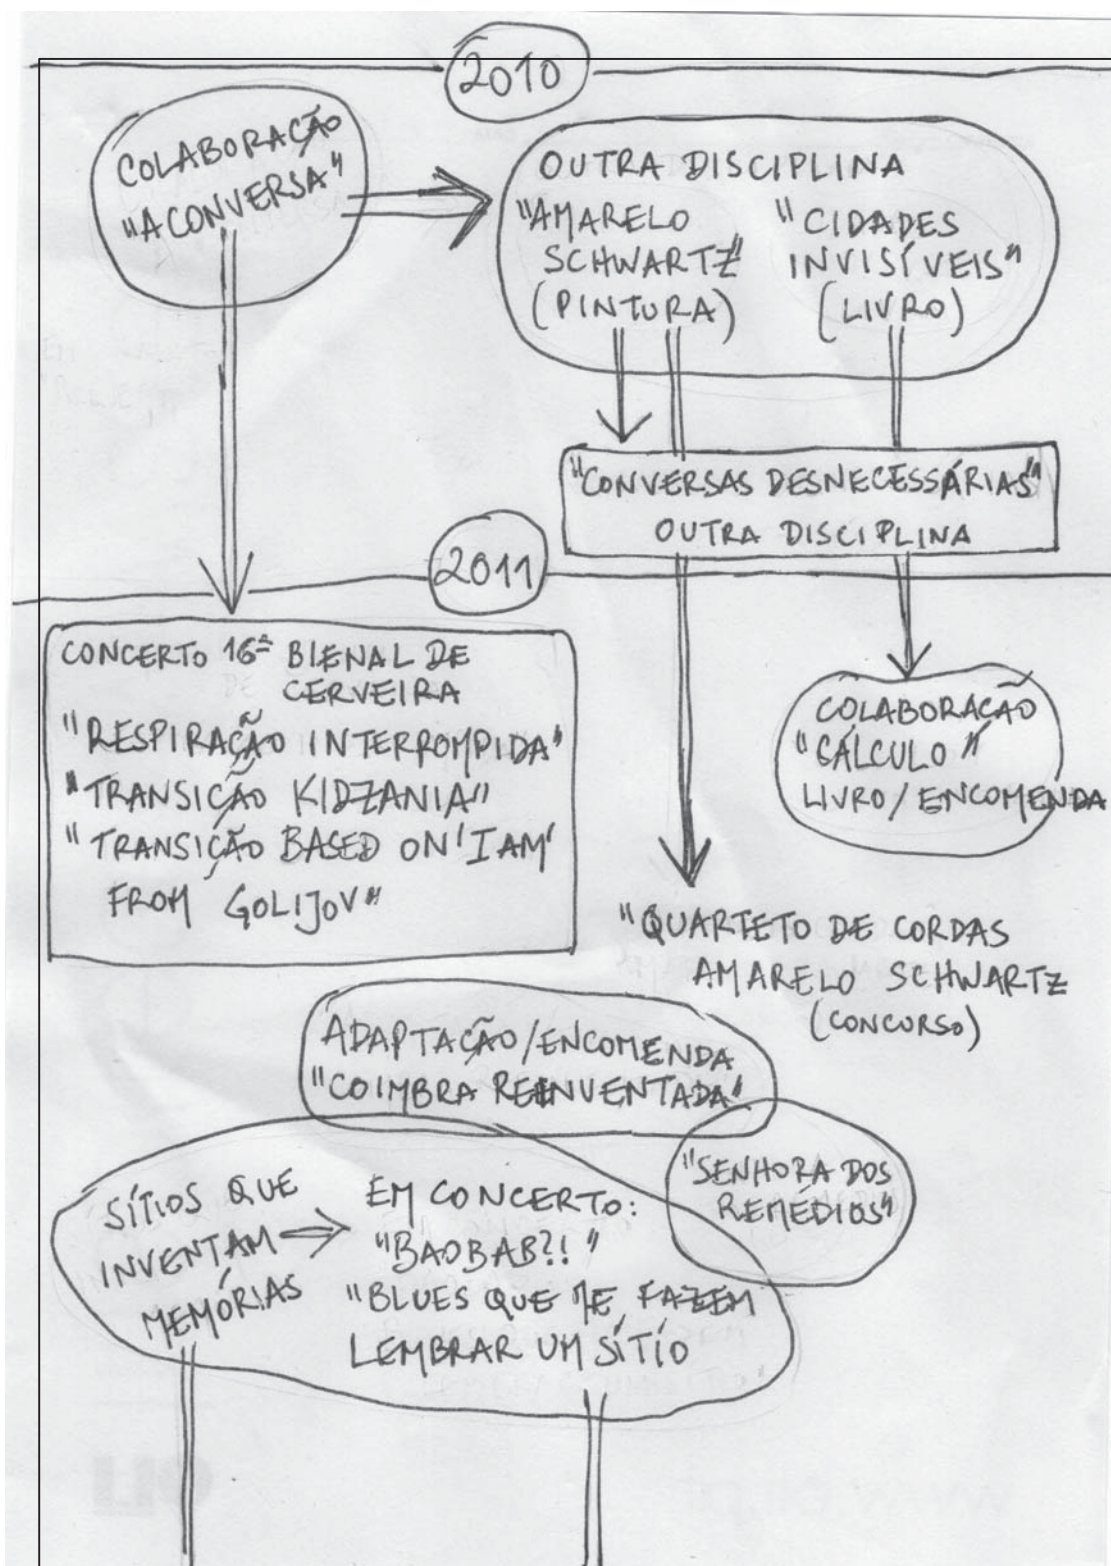 2010
COLABORAÇÃO
"A CONVERSA"
OUTRA DISCIPLINA
"AMARELO
SCHWARTZ"
(PINTURA)
"CIDADES
INVISÍVEIS"
(LIVRO)
"CONVERSAS DESNECESSÁRIAS"
OUTRA DISCIPLINA
2011
CONCERTO 16ª BIENAL DE
CERVEIRA
"RESPIRAÇÃO INTERROMPIDA"
"TRANSIÇÃO KIDZANIA"
"TRANSIÇÃO BASED ON 'I AM'
FROM GOLIJOV"
COLABORAÇÃO
"CÁLCULO"
LIVRO/ENCOMENDA
"QUARTETO DE CORDAS
AMARELO SCHWARTZ
(CONCURSO)
ADAPTAÇÃO/ENCOMENDA
"COIMBRA REINVENTADA"
"SENHORA DOS
REMÉDIOS"
SÍTIOS QUE
INVENTAM
MEMÓRIAS
EM CONCERTO:
"BAOBAB?!"
"BLUES QUE ME FAZEM
LEMBRAR UM SÍTIO